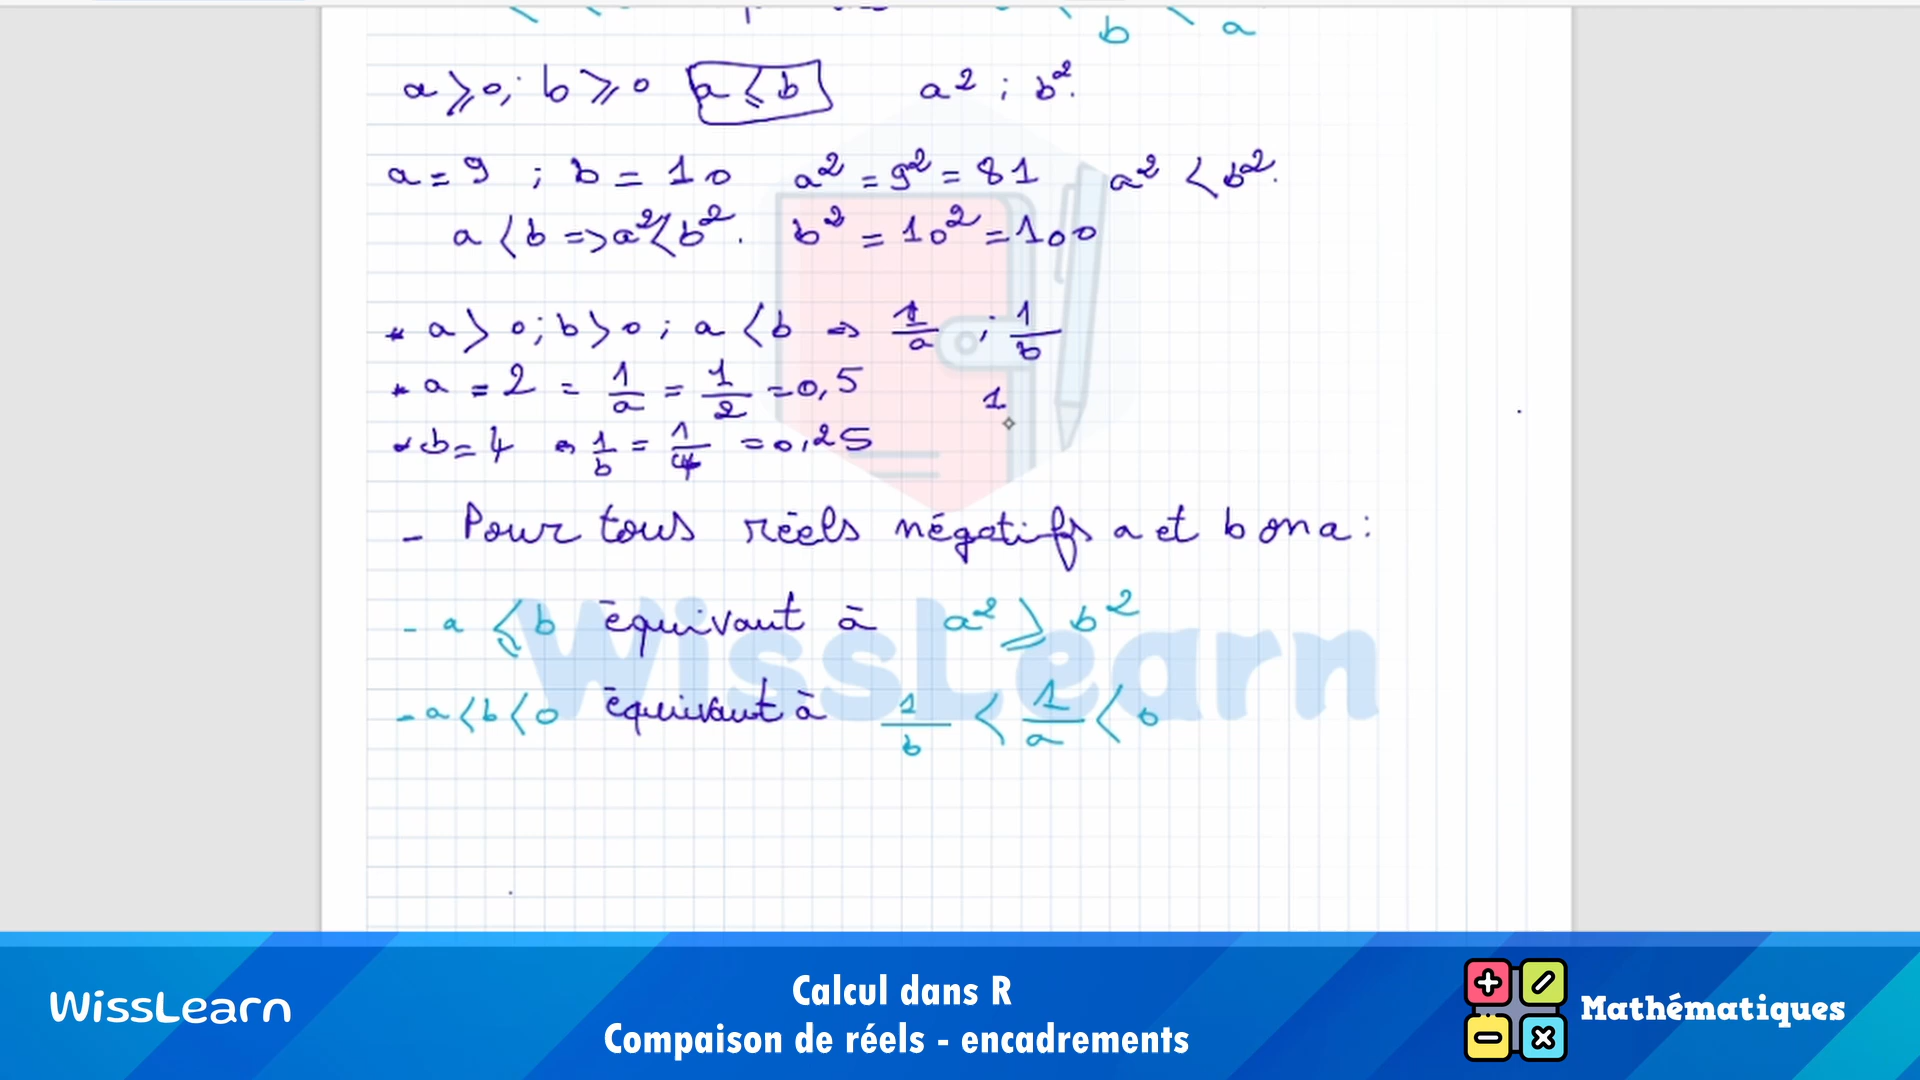 b a
a ⩾ 0; b ⩾ 0 a ⩽ b a² ; b².
a = 9 ; b = 10 a² = 9² = 81 a² < b².
a < b => a² < b². b² = 10² = 100
* a > 0; b > 0; a < b => 1/a ; 1/b
* a = 2 = 1/a = 1/2 = 0,5 1
* b = 4 => 1/b = 1/4 = 0,25
- Pour tous réels négatifs a et b on a :
- a ⩽ b équivaut à a² ⩾ b²
- a < b < 0 équivaut à 1/b < 1/a < 0
WissLearn
WissLearn
Calcul dans R
Compaison de réels - encadrements
Mathématiques